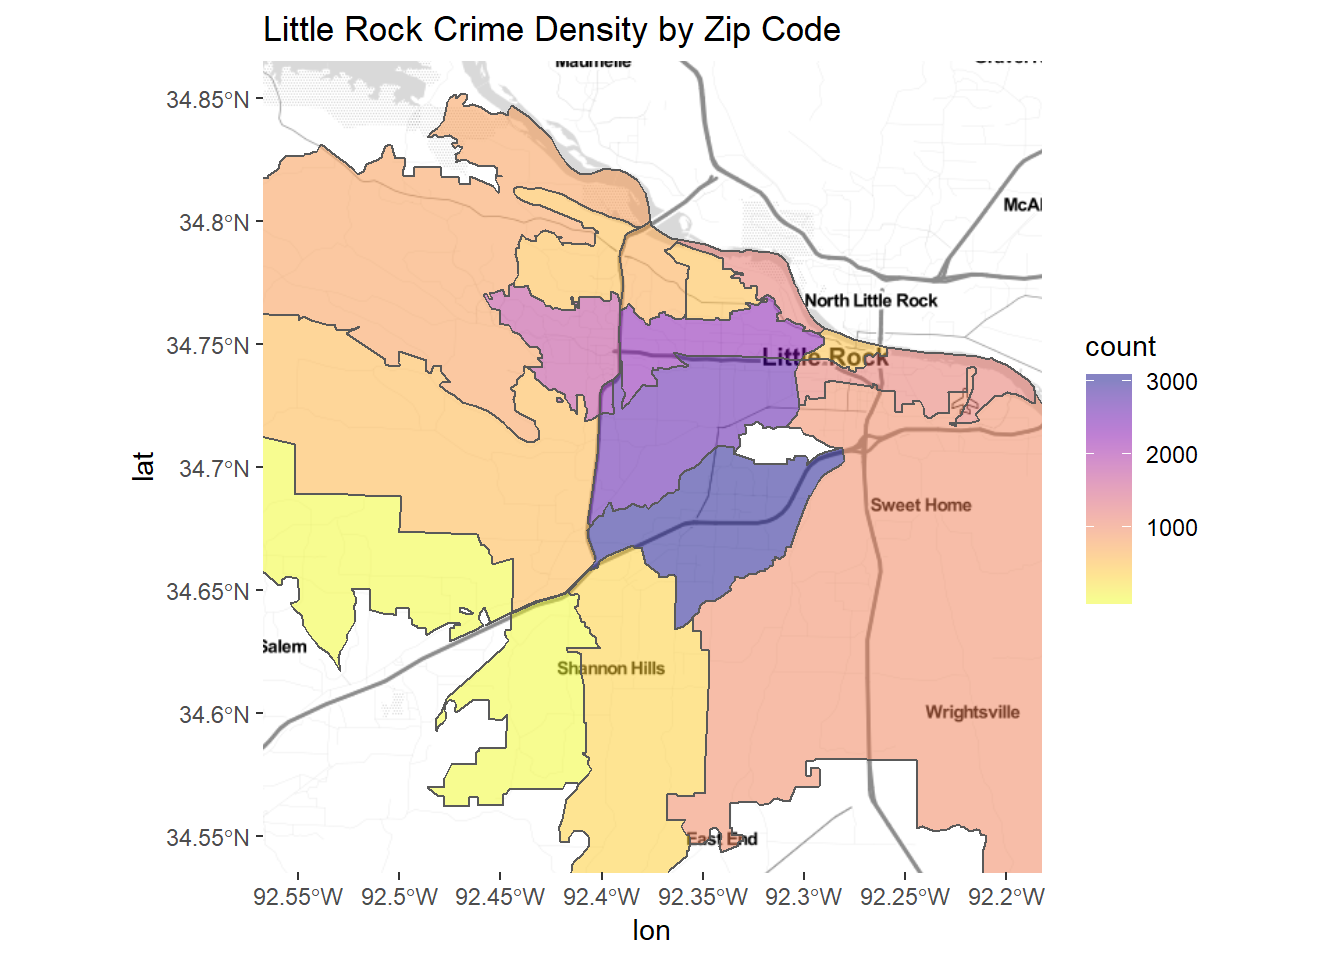 Little Rock Crime Density by Zip Code
Maumelle
34.85°N
34.8°N
McAl
North Little Rock
34.75°N
Little Rock
34.7°N
Sweet Home
34.65°N
Salem
Shannon Hills
34.6°N
Wrightsville
34.55°N
East End
92.55°W 92.5°W 92.45°W 92.4°W 92.35°W 92.3°W 92.25°W 92.2°W
lon
lat
count
3000
2000
1000